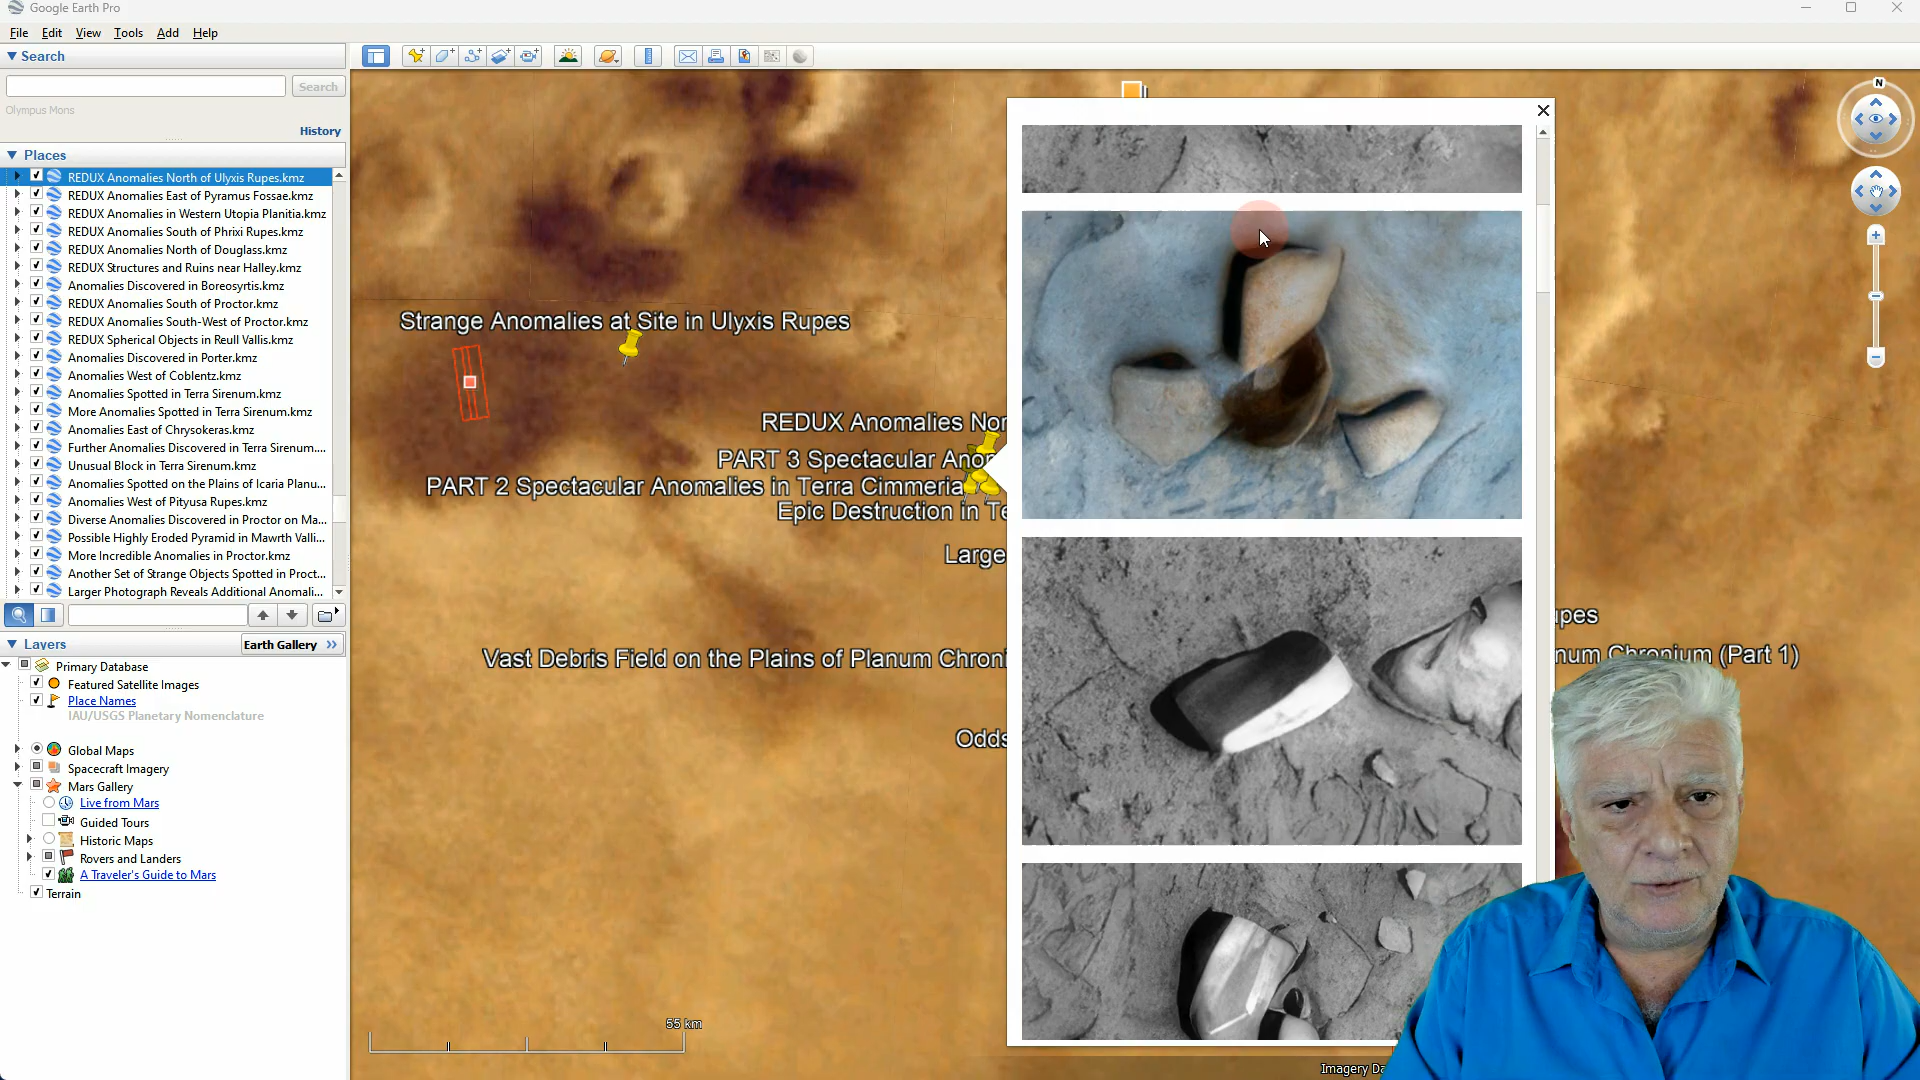 Google Earth Pro
File Edit View Tools Add Help
Search
Search
Olympus Mons
History
Places
REDUX Anomalies North of Ulyxis Rupes.kmz
REDUX Anomalies East of Pyramus Fossae.kmz
REDUX Anomalies in Western Utopia Planitia.kmz
REDUX Anomalies South of Phrixi Rupes.kmz
REDUX Anomalies North of Douglass.kmz
REDUX Structures and Ruins near Halley.kmz
Anomalies Discovered in Boreosyrtis.kmz
REDUX Anomalies South of Proctor.kmz
REDUX Anomalies South-West of Proctor.kmz
REDUX Spherical Objects in Reull Vallis.kmz
Anomalies Discovered in Porter.kmz
Anomalies West of Coblentz.kmz
Anomalies Spotted in Terra Sirenum.kmz
More Anomalies Spotted in Terra Sirenum.kmz
Anomalies East of Chrysokeras.kmz
Further Anomalies Discovered in Terra Sirenum....
Unusual Block in Terra Sirenum.kmz
Anomalies Spotted on the Plains of Icaria Planu...
Anomalies West of Pityusa Rupes.kmz
Diverse Anomalies Discovered in Proctor on Ma...
Possible Highly Eroded Pyramid in Mawrth Valli...
More Incredible Anomalies in Proctor.kmz
Another Set of Strange Objects Spotted in Proct...
Larger Photograph Reveals Additional Anomali...
Layers
Earth Gallery >>
Primary Database
Featured Satellite Images
Place Names
IAU/USGS Planetary Nomenclature
Global Maps
Spacecraft Imagery
Mars Gallery
Live from Mars
Guided Tours
Historic Maps
Rovers and Landers
A Traveler's Guide to Mars
Terrain
N
Strange Anomalies at Site in Ulyxis Rupes
REDUX Anomalies Nor
PART 3 Spectacular Anom
PART 2 Spectacular Anomalies in Terra Cimmeria
Epic Destruction in Te
Large
upes
Vast Debris Field on the Plains of Planum Chroni
num Chronium (Part 1)
Odds
55 km
Imagery Da